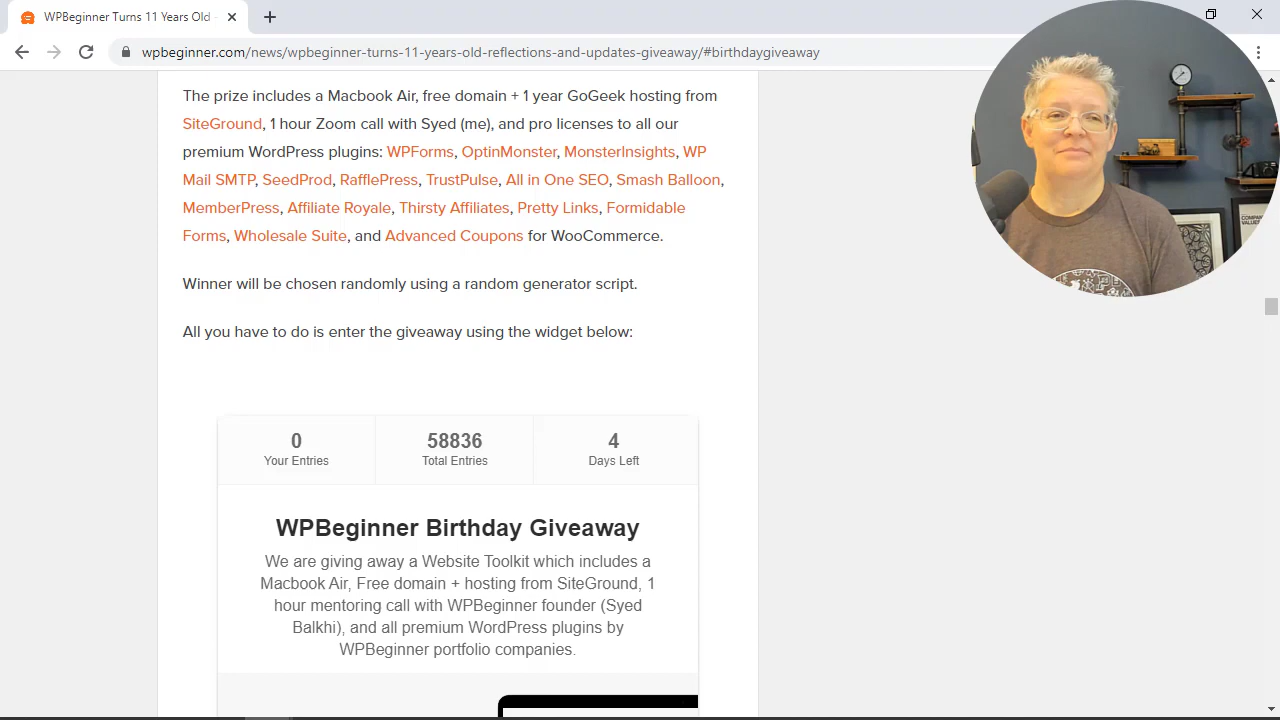 WPBeginner Turns 11 Years Old -
wpbeginner.com/news/wpbeginner-turns-11-years-old-reflections-and-updates-giveaway/#birthdaygiveaway
The prize includes a Macbook Air, free domain + 1 year GoGeek hosting from
SiteGround, 1 hour Zoom call with Syed (me), and pro licenses to all our
premium WordPress plugins: WPForms, OptinMonster, MonsterInsights, WP
Mail SMTP, SeedProd, RafflePress, TrustPulse, All in One SEO, Smash Balloon,
MemberPress, Affiliate Royale, Thirsty Affiliates, Pretty Links, Formidable
Forms, Wholesale Suite, and Advanced Coupons for WooCommerce.
Winner will be chosen randomly using a random generator script.
All you have to do is enter the giveaway using the widget below:
0 58836 4
Your Entries Total Entries Days Left
WPBeginner Birthday Giveaway
We are giving away a Website Toolkit which includes a
Macbook Air, Free domain + hosting from SiteGround, 1
hour mentoring call with WPBeginner founder (Syed
Balkhi), and all premium WordPress plugins by
WPBeginner portfolio companies.